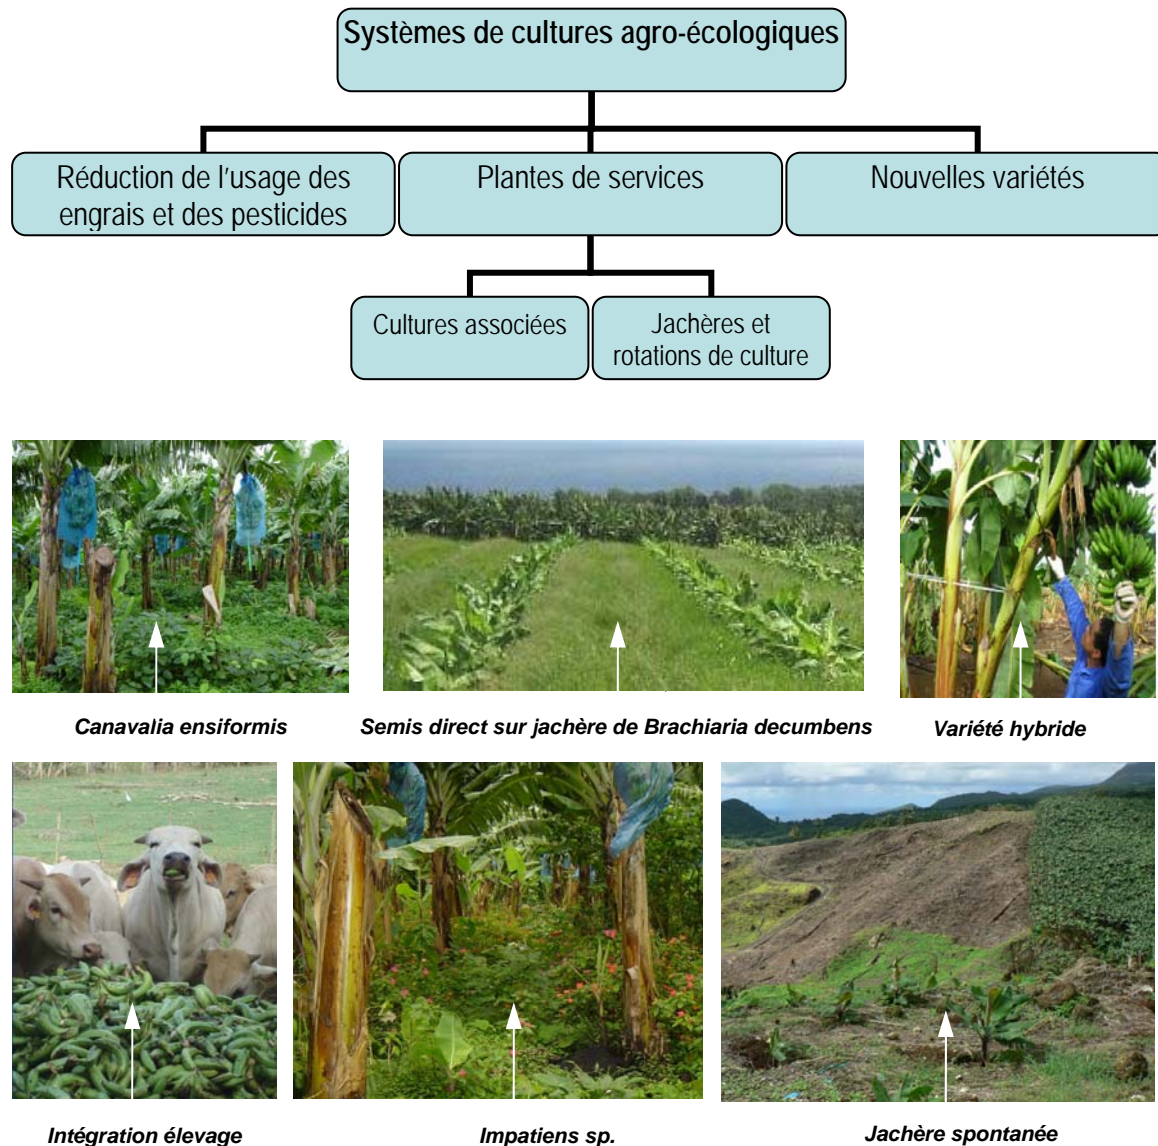 Systèmes de cultures agro-écologiques
Réduction de l'usage des
engrais et des pesticides
Plantes de services
Nouvelles variétés
Cultures associées
Jachères et
rotations de culture
Canavalia ensiformis
Semis direct sur jachère de Brachiaria decumbens
Variété hybride
Intégration élevage
Impatiens sp.
Jachère spontanée